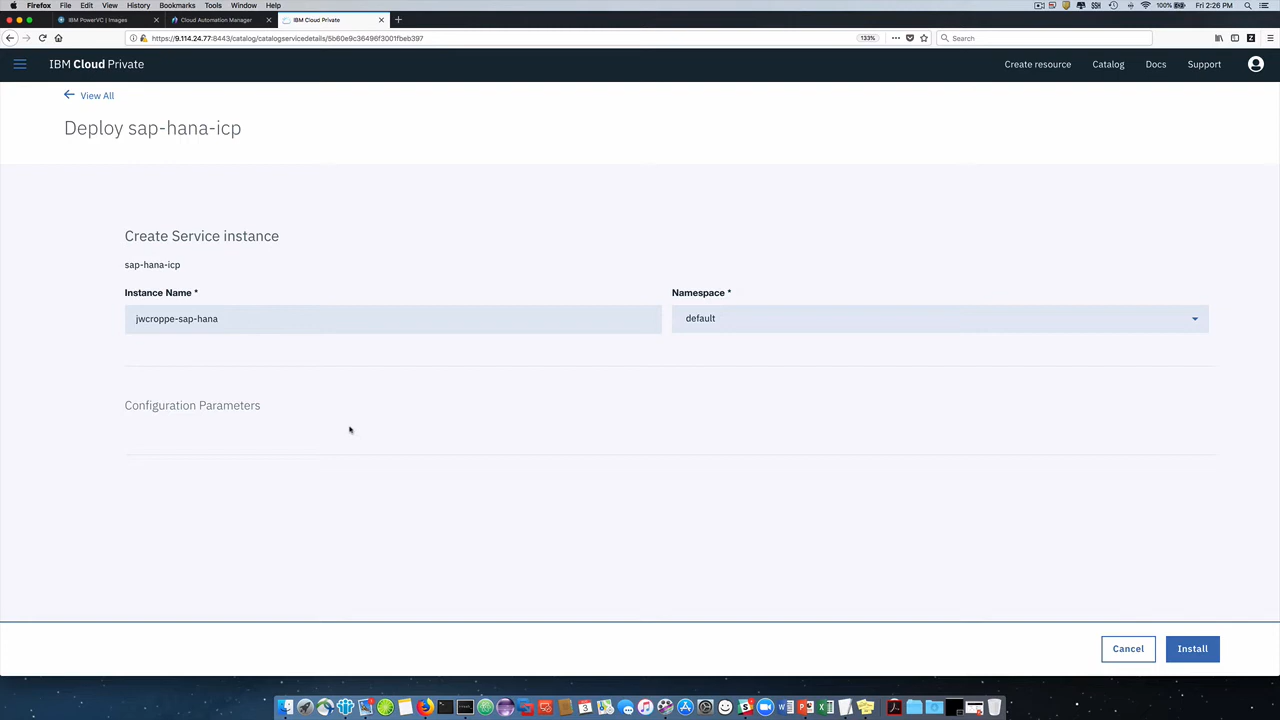 Firefox File Edit View History Bookmarks Tools Window Help
100% Fri 2:26 PM
IBM PowerVC | Images
Cloud Automation Manager
IBM Cloud Private
https://9.114.24.77:8443/catalog/catalogservicedetails/5b60e9c36496f3001fbeb397
133%
Search
IBM Cloud Private
Create resource
Catalog
Docs
Support
View All
Deploy sap-hana-icp
Create Service instance
sap-hana-icp
Instance Name *
Namespace *
jwcroppe-sap-hana
default
Configuration Parameters
Cancel
Install